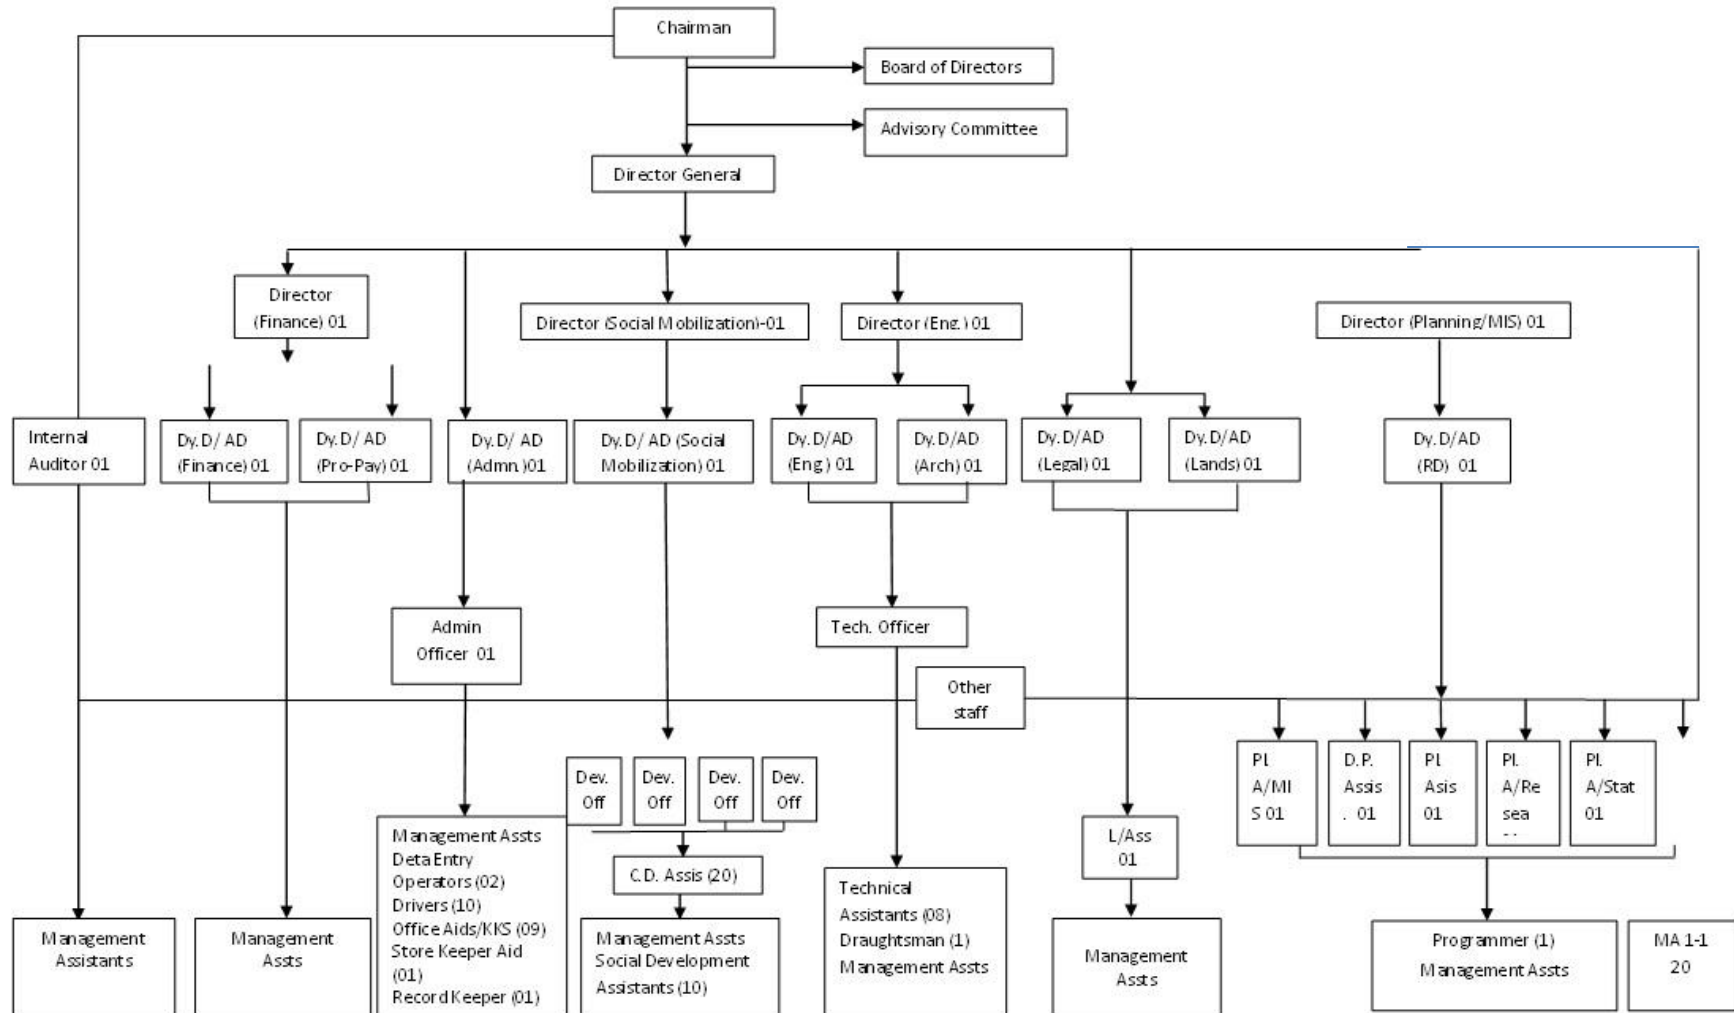 Chairman
Board of Directors
Advisory Committee
Director General
Director
(Finance) 01
Director (Social Mobilization)-01
Director (Eng.) 01
Director (Planning/MIS) 01
Internal
Auditor 01
Dy.D/ AD
(Finance) 01
Dy.D/ AD
(Pro-Pay) 01
Dy.D/ AD
(Admn.)01
Dy.D/ AD (Social
Mobilization) 01
Dy.D/AD
(Eng.) 01
Dy.D/AD
(Arch) 01
Dy.D/AD
(Legal) 01
Dy.D/AD
(Lands) 01
Dy.D/AD
(RD) 01
Admin
Officer 01
Tech. Officer
Other
staff
Dev.
Off
Dev.
Off
Dev.
Off
Dev.
Off
Pl.
A/MI
S 01
D.P.
Assis
. 01
Pl.
Asis
01
Pl.
A/Re
sea
Pl.
A/Stat
01
C.D. Assis (20)
L/Ass
01
Management
Assistants
Management
Assts
Management Assts
Deta Entry
Operators (02)
Drivers (10)
Office Aids/KKS (09)
Store Keeper Aid
(01)
Record Keeper (01)
Management Assts
Social Development
Assistants (10)
Technical
Assistants (08)
Draughtsman (1)
Management Assts
Management
Assts
Programmer (1)
Management Assts
MA 1-1
20